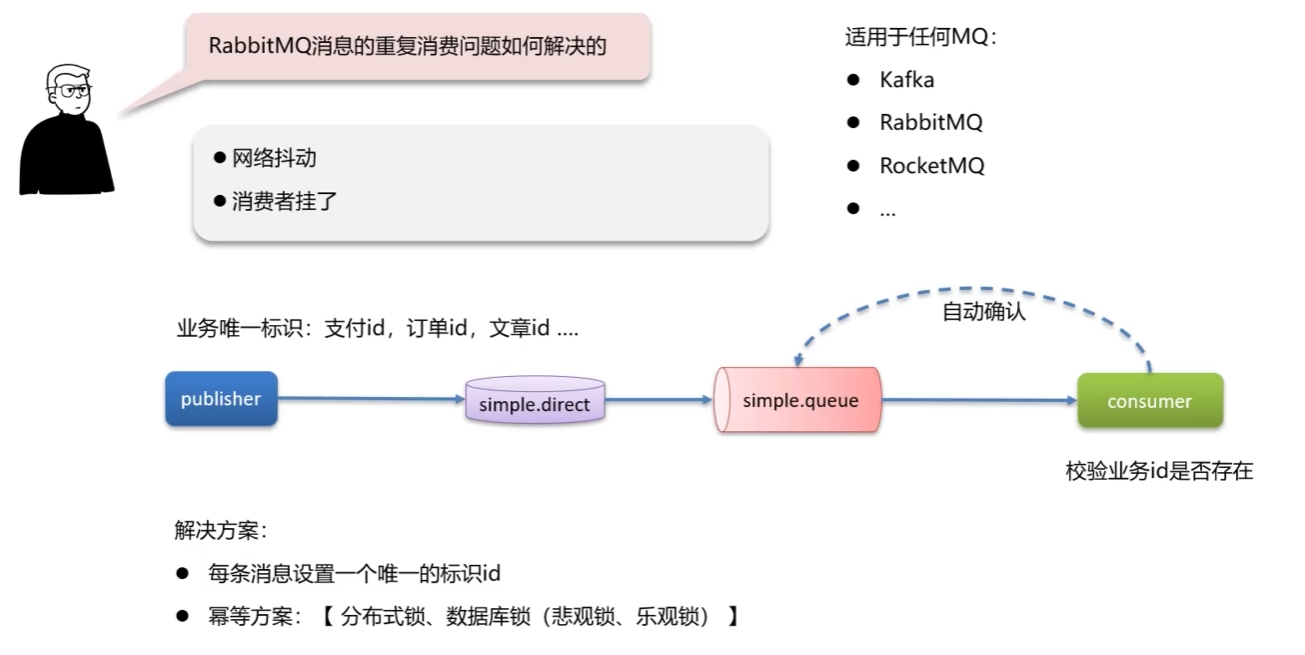 RabbitMQ消息的重复消费问题如何解决的
适用于任何MQ：
● Kafka
● RabbitMQ
● RocketMQ
● ...
● 网络抖动
● 消费者挂了
自动确认
业务唯一标识：支付id，订单id，文章id ....
publisher
simple.direct
simple.queue
consumer
校验业务id是否存在
解决方案：
● 每条消息设置一个唯一的标识id
● 幂等方案：【 分布式锁、数据库锁（悲观锁、乐观锁） 】